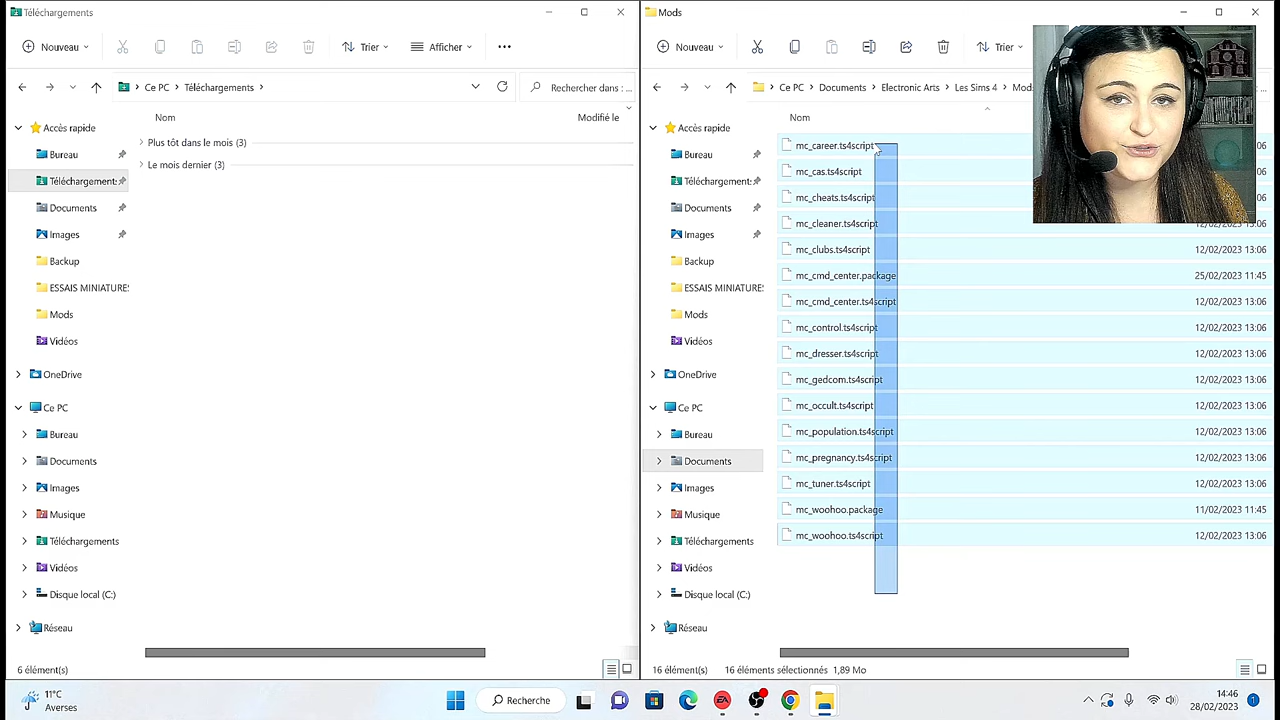 Téléchargements
Nouveau
Trier
Afficher
Ce PC
Téléchargements
Rechercher dans : ...
Nom
Modifié le
Plus tôt dans le mois (3)
Le mois dernier (3)
Accès rapide
Bureau
Téléchargement:
Documents
Images
Backup
ESSAIS MINIATURES
Mods
Vidéos
OneDrive
Ce PC
Bureau
Documents
Images
Musique
Téléchargements
Vidéos
Disque local (C:)
Réseau
6 élément(s)
Mods
Nouveau
Trier
Ce PC
Documents
Electronic Arts
Les Sims 4
Mods
Nom
Accès rapide
Bureau
Téléchargement:
Documents
Images
Backup
ESSAIS MINIATURES
Mods
Vidéos
OneDrive
Ce PC
Bureau
Documents
Images
Musique
Téléchargements
Vidéos
Disque local (C:)
Réseau
mc_career.ts4script :06
mc_cas.ts4script :06
mc_cheats.ts4script :06
mc_cleaner.ts4script 12/02/2023 13:06
mc_clubs.ts4script 12/02/2023 13:06
mc_cmd_center.package 25/02/2023 11:45
mc_cmd_center.ts4script 12/02/2023 13:06
mc_control.ts4script 12/02/2023 13:06
mc_dresser.ts4script 12/02/2023 13:06
mc_gedcom.ts4script 12/02/2023 13:06
mc_occult.ts4script 12/02/2023 13:06
mc_population.ts4script 12/02/2023 13:06
mc_pregnancy.ts4script 12/02/2023 13:06
mc_tuner.ts4script 12/02/2023 13:06
mc_woohoo.package 11/02/2023 11:45
mc_woohoo.ts4script 12/02/2023 13:06
16 élément(s) 16 éléments sélectionnés 1,89 Mo
11°C
Averses
Recherche
14:46
28/02/2023
1